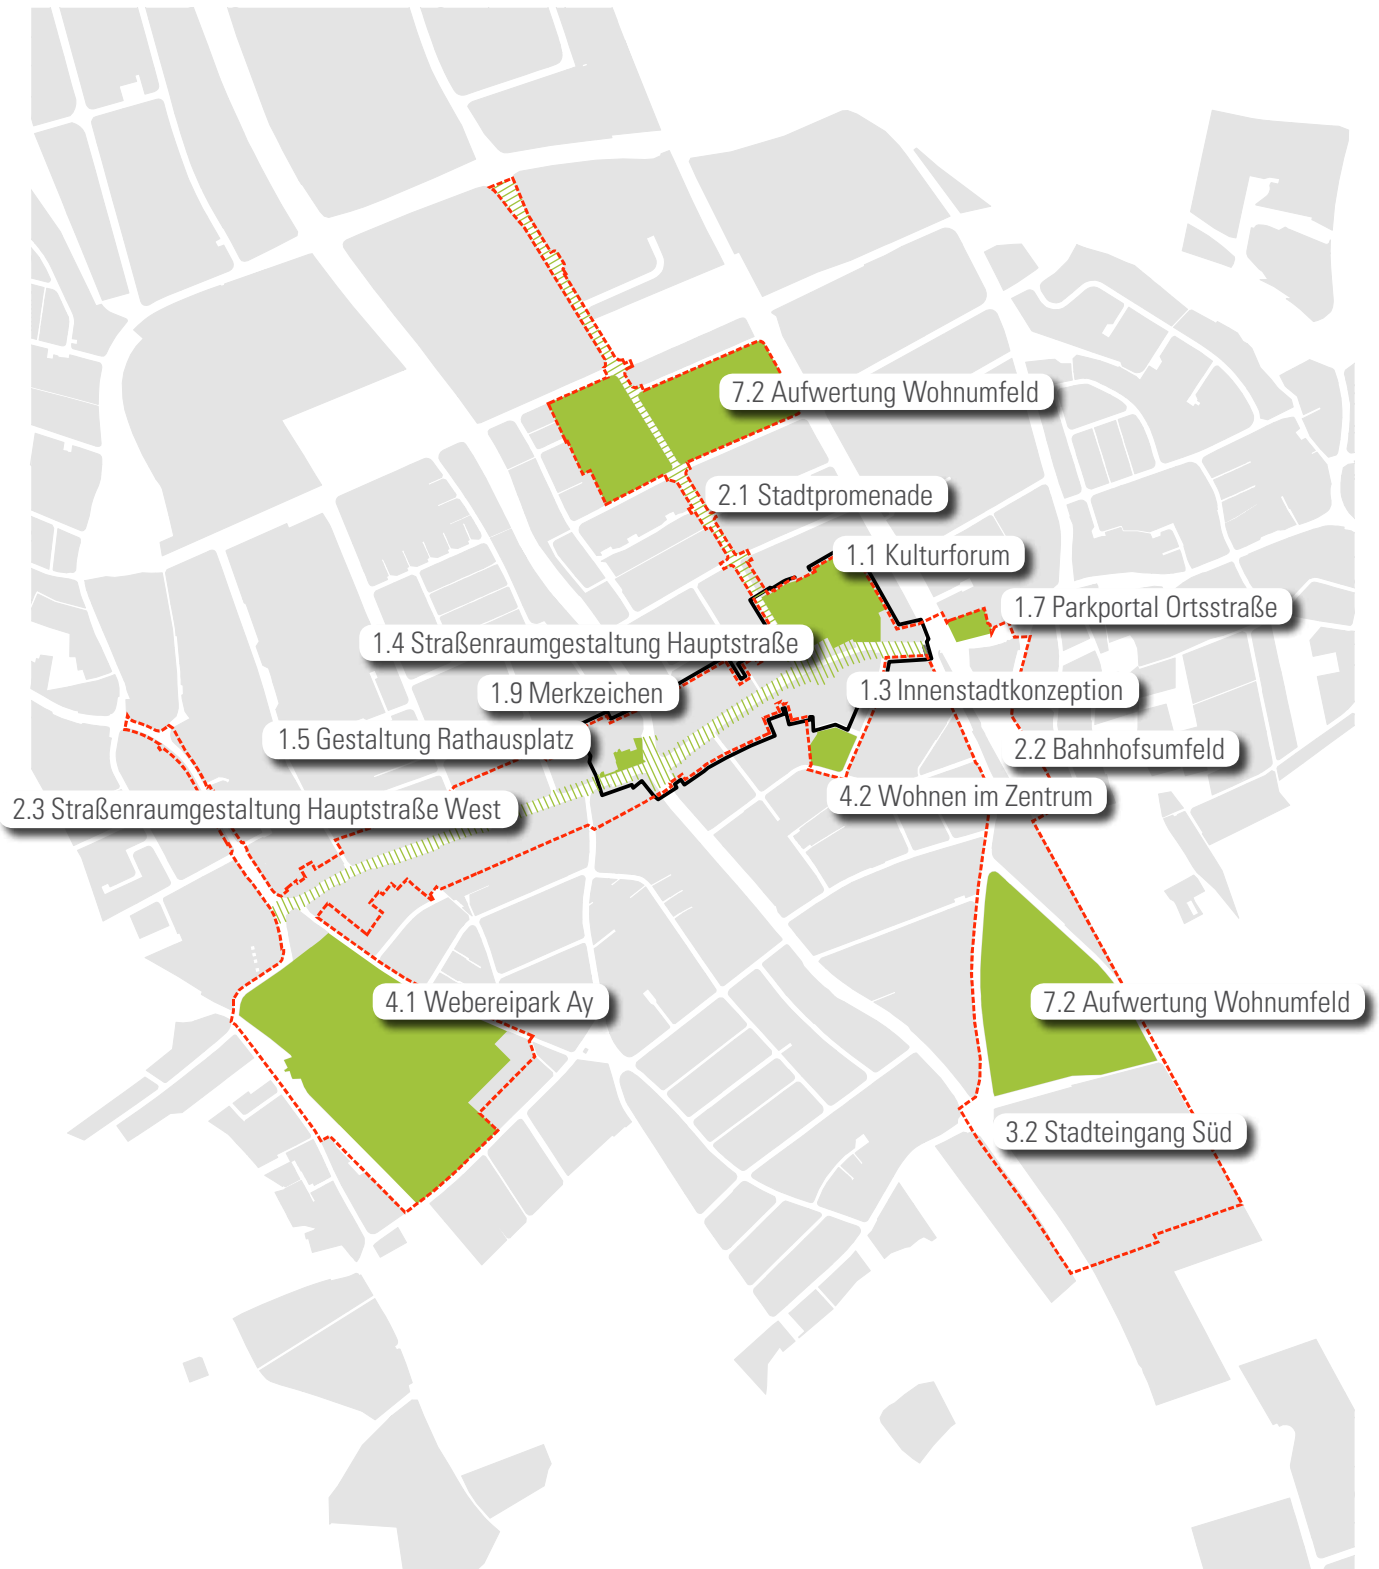 7.2 Aufwertung Wohnumfeld
2.1 Stadtpromenade
1.1 Kulturforum
1.7 Parkportal Ortsstraße
1.4 Straßenraumgestaltung Hauptstraße
1.9 Merkzeichen
1.3 Innenstadtkonzeption
1.5 Gestaltung Rathausplatz
2.2 Bahnhofsumfeld
4.2 Wohnen im Zentrum
2.3 Straßenraumgestaltung Hauptstraße West
4.1 Webereipark Ay
7.2 Aufwertung Wohnumfeld
3.2 Stadteingang Süd